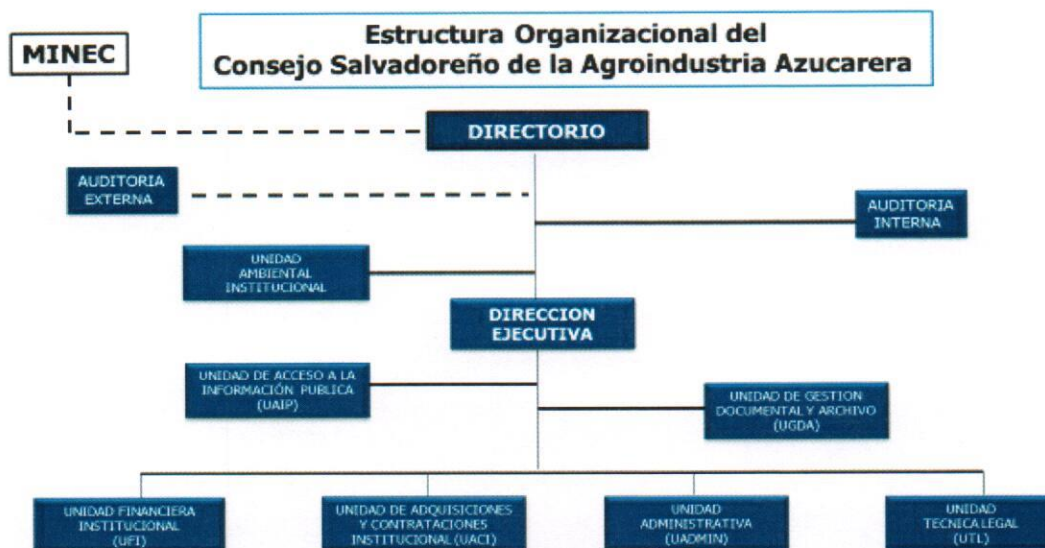 MINEC
Estructura Organizacional del
Consejo Salvadoreño de la Agroindustria Azucarera
DIRECTORIO
AUDITORIA
EXTERNA
AUDITORIA
INTERNA
UNIDAD
AMBIENTAL
INSTITUCIONAL
DIRECCION
EJECUTIVA
UNIDAD DE ACCESO A LA
INFORMACIÓN PUBLICA
(UAIP)
UNIDAD DE GESTION
DOCUMENTAL Y ARCHIVO
(UGDA)
UNIDAD FINANCIERA
INSTITUCIONAL
(UFI)
UNIDAD DE ADQUISICIONES
Y CONTRATACIONES
INSTITUCIONAL (UACI)
UNIDAD
ADMINISTRATIVA
(UADMIN)
UNIDAD
TECNICA LEGAL
(UTL)